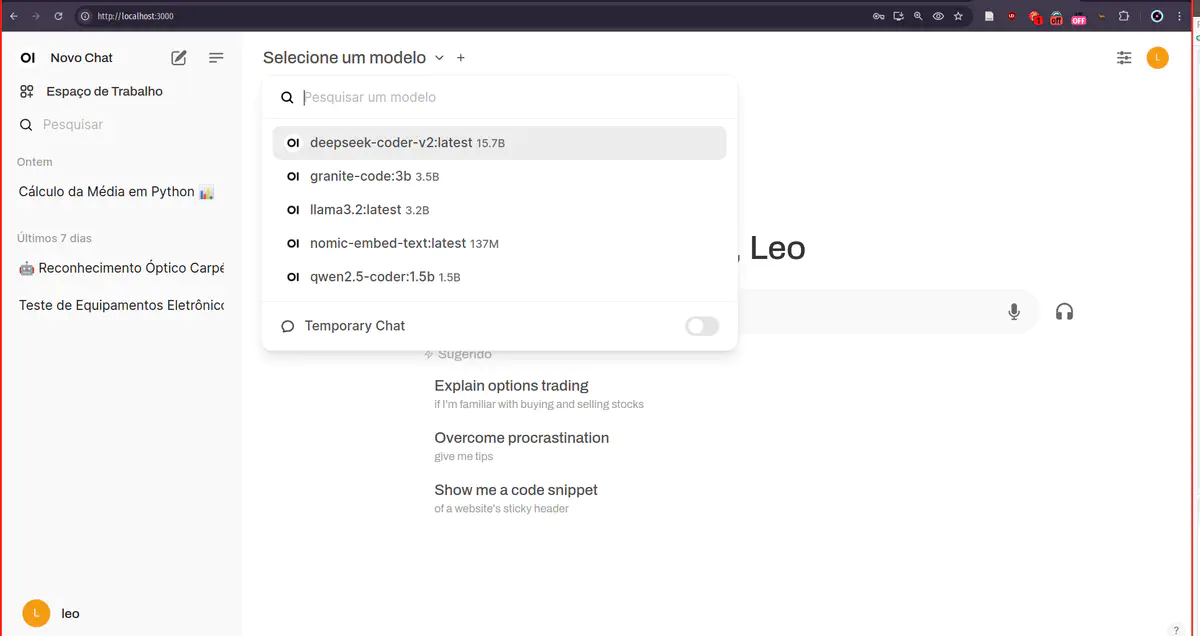 http://localhost:3000
OI Novo Chat
Espaço de Trabalho
Pesquisar
Ontem
Cálculo da Média em Python 📊
Últimos 7 dias
🤖 Reconhecimento Óptico Carpé
Teste de Equipamentos Eletrônico
L leo
Selecione um modelo
L
Pesquisar um modelo
OI deepseek-coder-v2:latest 15.7B
OI granite-code:3b 3.5B
OI llama3.2:latest 3.2B
OI nomic-embed-text:latest 137M
OI qwen2.5-coder:1.5b 1.5B
Temporary Chat
, Leo
Sugerido
Explain options trading
if I'm familiar with buying and selling stocks
Overcome procrastination
give me tips
Show me a code snippet
of a website's sticky header
1
off
OFF
?